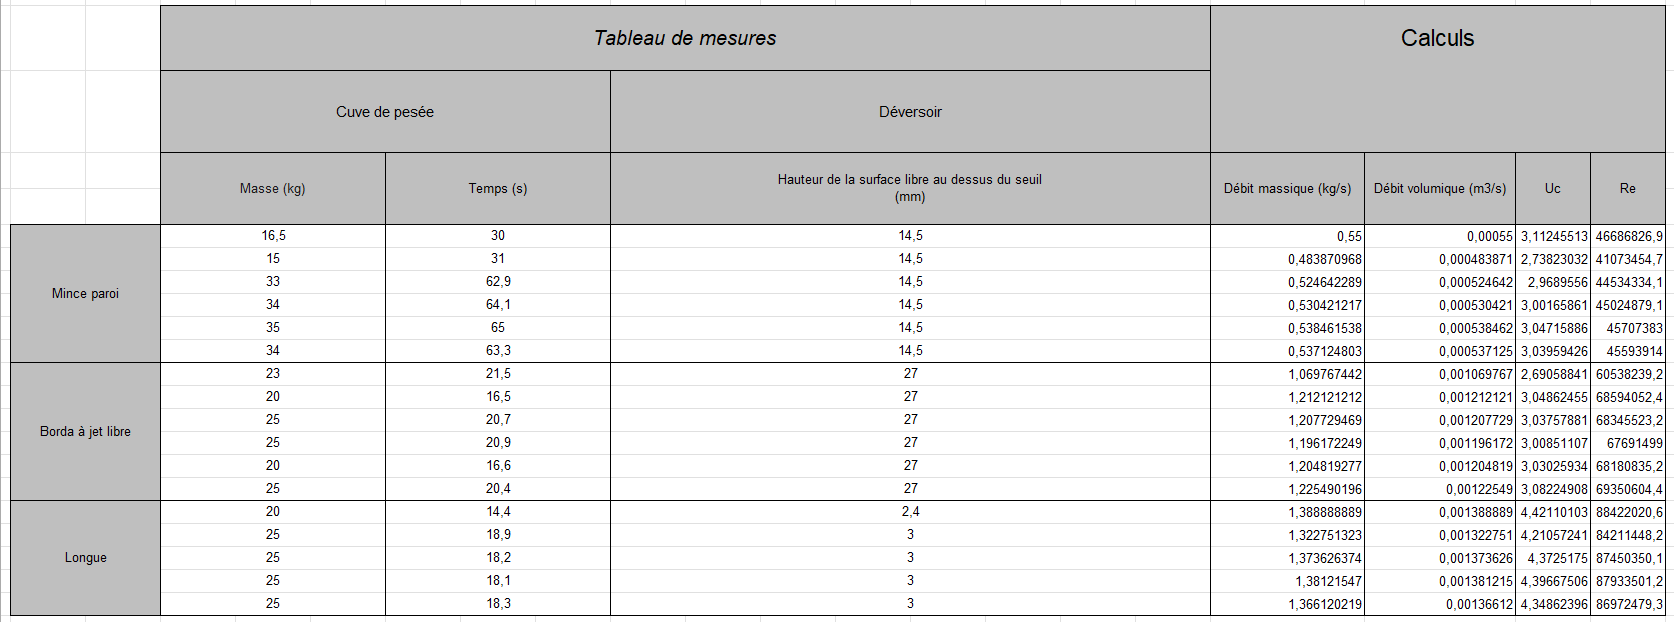 Tableau de mesures
Calculs
Cuve de pesée
Déversoir
Masse (kg) Temps (s) Hauteur de la surface libre au dessus du seuil
(mm)
Débit massique (kg/s) Débit volumique (m3/s) Uc Re
Mince paroi
16,5 30 14,5 0,55 0,00055 3,11245513 46686826,9
15 31 14,5 0,483870968 0,000483871 2,73823032 41073454,7
33 62,9 14,5 0,524642289 0,000524642 2,9689556 44534334,1
34 64,1 14,5 0,530421217 0,000530421 3,00165861 45024879,1
35 65 14,5 0,538461538 0,000538462 3,04715886 45707383
34 63,3 14,5 0,537124803 0,000537125 3,03959426 45593914
Borda à jet libre
23 21,5 27 1,069767442 0,001069767 2,69058841 60538239,2
20 16,5 27 1,212121212 0,001212121 3,04862455 68594052,4
25 20,7 27 1,207729469 0,001207729 3,03757881 68345523,2
25 20,9 27 1,196172249 0,001196172 3,00851107 67691499
20 16,6 27 1,204819277 0,001204819 3,03025934 68180835,2
25 20,4 27 1,225490196 0,00122549 3,08224908 69350604,4
Longue
20 14,4 2,4 1,388888889 0,001388889 4,42110103 88422020,6
25 18,9 3 1,322751323 0,001322751 4,21057241 84211448,2
25 18,2 3 1,373626374 0,001373626 4,3725175 87450350,1
25 18,1 3 1,38121547 0,001381215 4,39667506 87933501,2
25 18,3 3 1,366120219 0,00136612 4,34862396 86972479,3